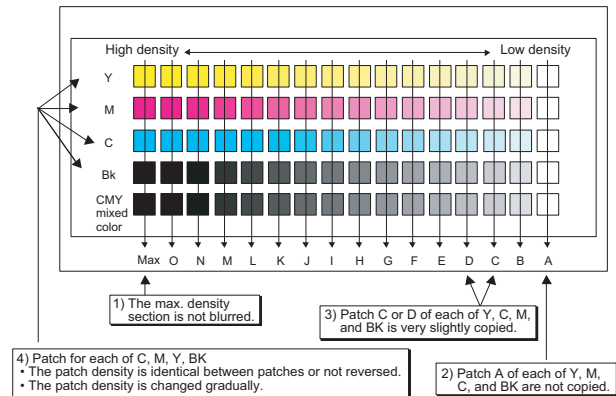 High density Low density
Y
M
C
Bk
CMY
mixed
color
Max O N M L K J I H G F E D C B A
1) The max. density
section is not blurred.
3) Patch C or D of each of Y, C, M,
and BK is very slightly copied.
4) Patch for each of C, M, Y, BK
• The patch density is identical between patches or not reversed.
• The patch density is changed gradually.
2) Patch A of each of Y, M,
C, and BK are not copied.